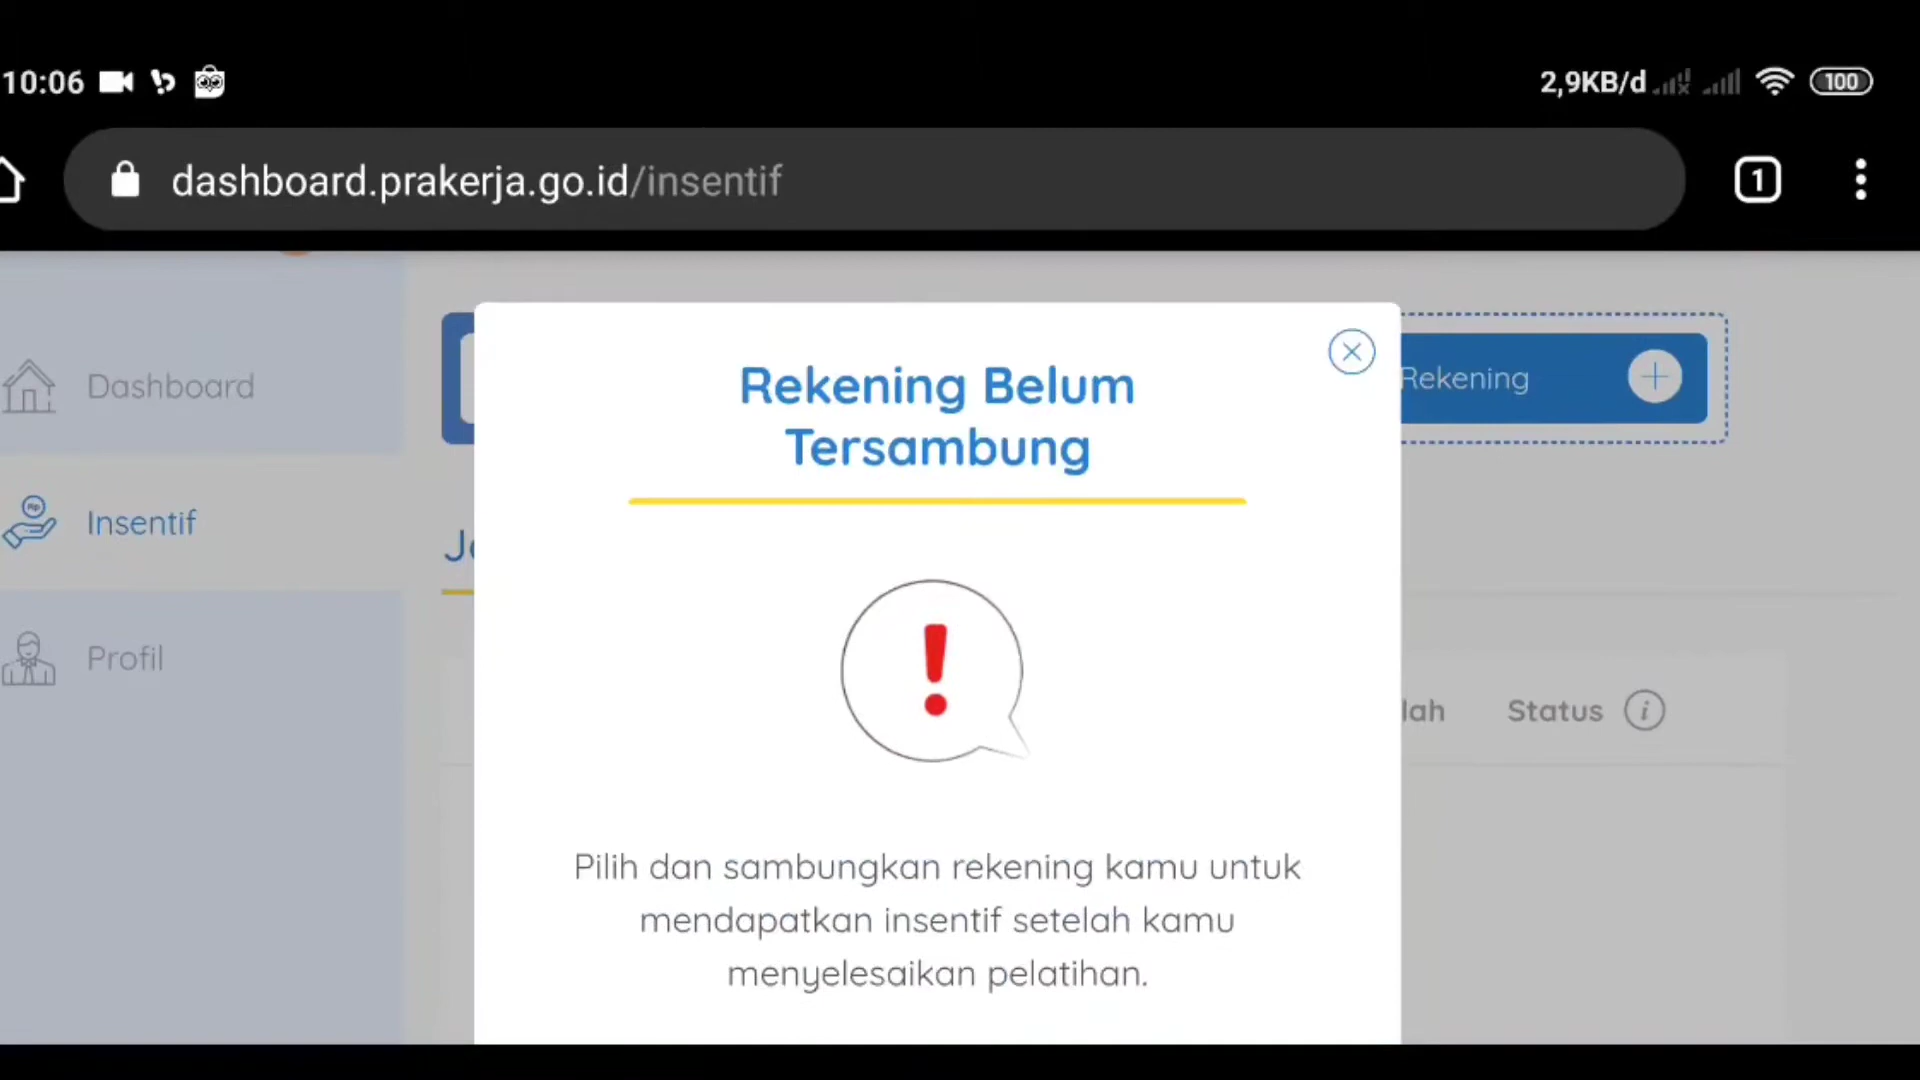 10:06
2,9KB/d
100
dashboard.prakerja.go.id/insentif
1
Rekening Belum
Tersambung
Rekening
Dashboard
Insentif
Profil
Status
Pilih dan sambungkan rekening kamu untuk
mendapatkan insentif setelah kamu
menyelesaikan pelatihan.